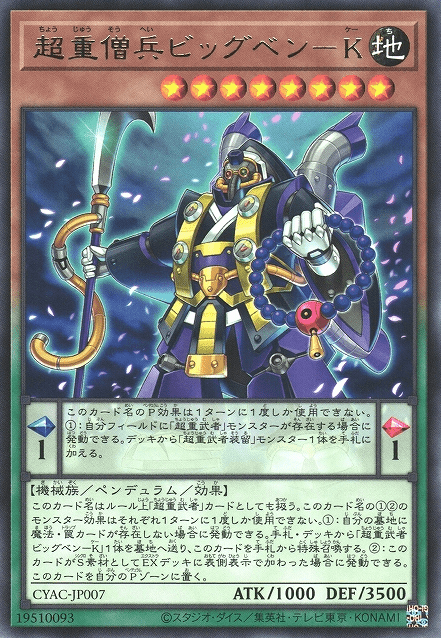 超重僧兵ビッグベン－K
地
このカード名のP効果は1ターンに1度しか使用できない。
①：自分フィールドに「超重武者」モンスターが存在する場合に
発動できる。デッキから「超重武者装留」モンスター1体を手札に
加える。
1
1
【機械族／ペンデュラム／効果】
このカード名はルール上「超重武者」カードとしても扱う。このカード名の①②の
モンスター効果はそれぞれ1ターンに1度しか使用できない。①：自分の墓地に
魔法・罠カードが存在しない場合に発動できる。手札・デッキから「超重武者
ビッグベン－K」1体を墓地へ送り、このカードを手札から特殊召喚する。②：この
カードがS素材としてEXデッキに表側表示で加わった場合に発動できる。
このカードを自分のPゾーンに置く。
CYAC-JP007
ATK/1000 DEF/3500
19510093
©スタジオ・ダイス/集英社・テレビ東京・KONAMI